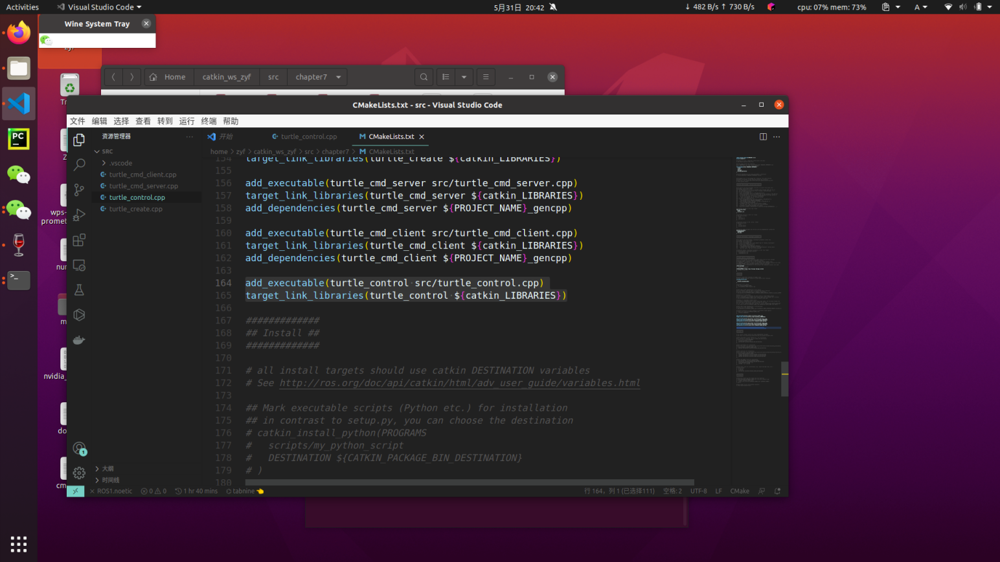 Activities
Visual Studio Code
5月31日 20:42
↓ 482 B/s ↑ 730 B/s
cpu: 07% mem: 73%
A
Wine System Tray
Home
catkin_ws_zyf
src
chapter7
CMakeLists.txt - src - Visual Studio Code
文件 编辑 选择 查看 转到 运行 终端 帮助
资源管理器
开始
turtle_control.cpp
CMakeLists.txt
home > zyf > catkin_ws_zyf > src > chapter7 > CMakeLists.txt
SRC
.vscode
turtle_cmd_client.cpp
turtle_cmd_server.cpp
turtle_control.cpp
turtle_create.cpp
154 target_link_libraries(turtle_create ${catkin_LIBRARIES})
155
156 add_executable(turtle_cmd_server src/turtle_cmd_server.cpp)
157 target_link_libraries(turtle_cmd_server ${catkin_LIBRARIES})
158 add_dependencies(turtle_cmd_server ${PROJECT_NAME}_gencpp)
159
160 add_executable(turtle_cmd_client src/turtle_cmd_client.cpp)
161 target_link_libraries(turtle_cmd_client ${catkin_LIBRARIES})
162 add_dependencies(turtle_cmd_client ${PROJECT_NAME}_gencpp)
163
164 add_executable(turtle_control src/turtle_control.cpp)
165 target_link_libraries(turtle_control ${catkin_LIBRARIES})
166
167 #############
168 ## Install ##
169 #############
170
171 # all install targets should use catkin DESTINATION variables
172 # See http://ros.org/doc/api/catkin/html/adv_user_guide/variables.html
173
174 ## Mark executable scripts (Python etc.) for installation
175 ## in contrast to setup.py, you can choose the destination
176 # catkin_install_python(PROGRAMS
177 #   scripts/my_python_script
178 #   DESTINATION ${CATKIN_PACKAGE_BIN_DESTINATION}
179 # )
180
大纲
时间线
1
ROS1.noetic
0 0
1 hr 40 mins
tabnine
行 164, 列 1 (已选择111)
空格: 2
UTF-8
LF
CMake
PC
wps-
promet
nvidia_